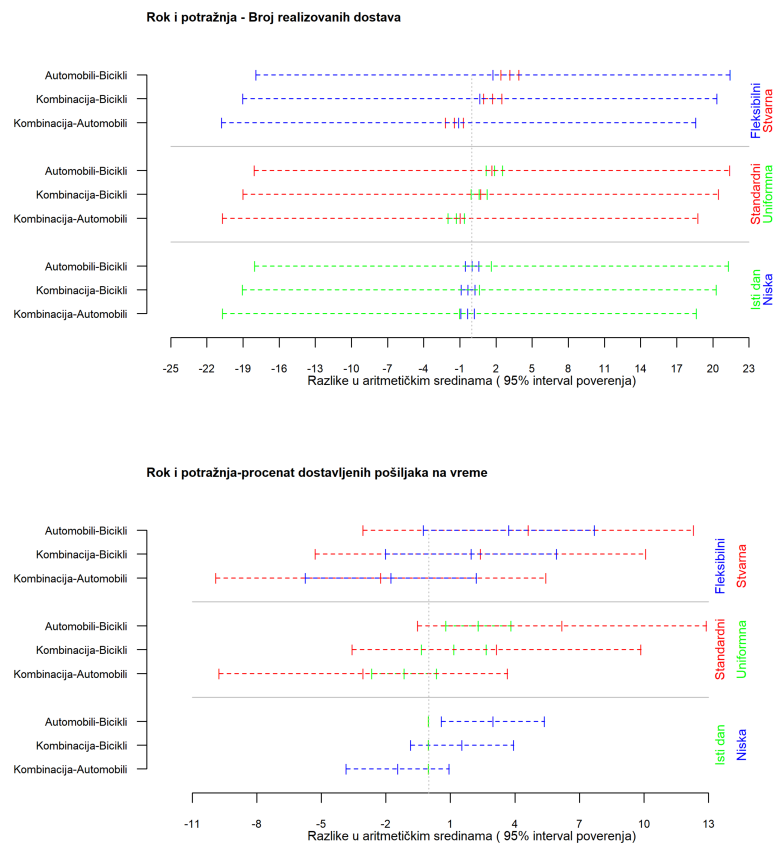 Rok i potražnja - Broj realizovanih dostava
Automobili-Bicikli
Kombinacija-Bicikli
Kombinacija-Automobili
Fleksibilni
Stvarna
Automobili-Bicikli
Kombinacija-Bicikli
Kombinacija-Automobili
Standardni
Uniformna
Automobili-Bicikli
Kombinacija-Bicikli
Kombinacija-Automobili
Isti dan
Niska
-25 -22 -19 -16 -13 -10 -7 -4 -1 2 5 8 11 14 17 20 23
Razlike u aritmetičkim sredinama ( 95% interval poverenja)
Rok i potražnja-procenat dostavljenih pošiljaka na vreme
Automobili-Bicikli
Kombinacija-Bicikli
Kombinacija-Automobili
Fleksibilni
Stvarna
Automobili-Bicikli
Kombinacija-Bicikli
Kombinacija-Automobili
Standardni
Uniformna
Automobili-Bicikli
Kombinacija-Bicikli
Kombinacija-Automobili
Isti dan
Niska
-11 -8 -5 -2 1 4 7 10 13
Razlike u aritmetičkim sredinama ( 95% interval poverenja)